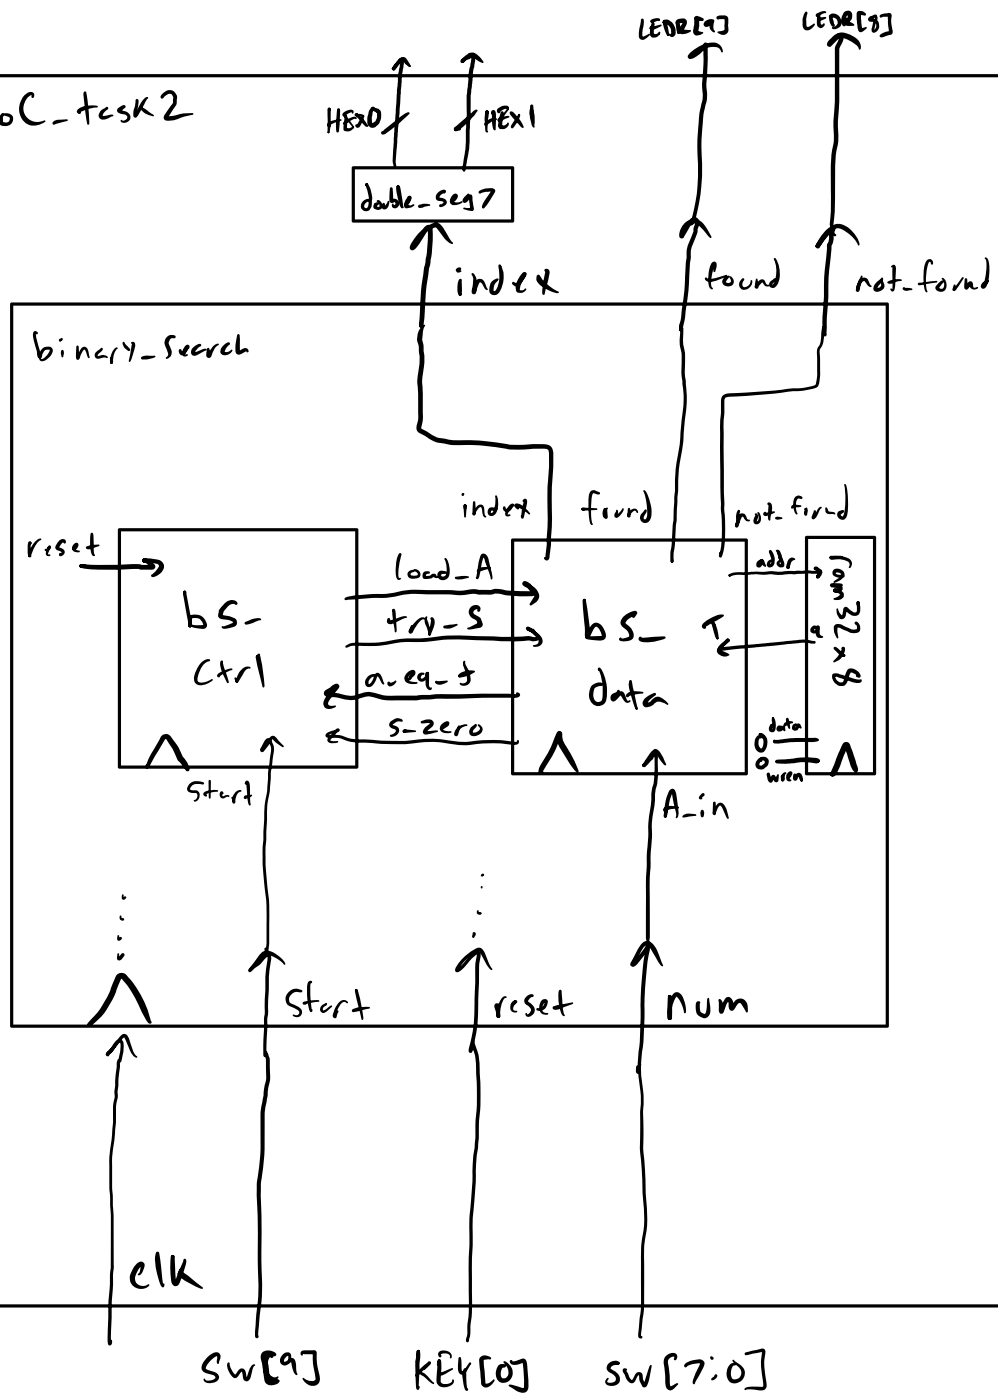 LEDR[9]
LEDR[8]
oC_task2
HEX0
HEX1
double_seg7
index
found
not_found
binary_search
index
found
not_found
reset
load_A
addr
bs_
ctrl
try_S
bs_
data
T
q
ram32x8
a_eq_t
s_zero
data
0
0
wren
start
A_in
start
reset
num
clk
SW[9]
KEY[0]
SW[7:0]